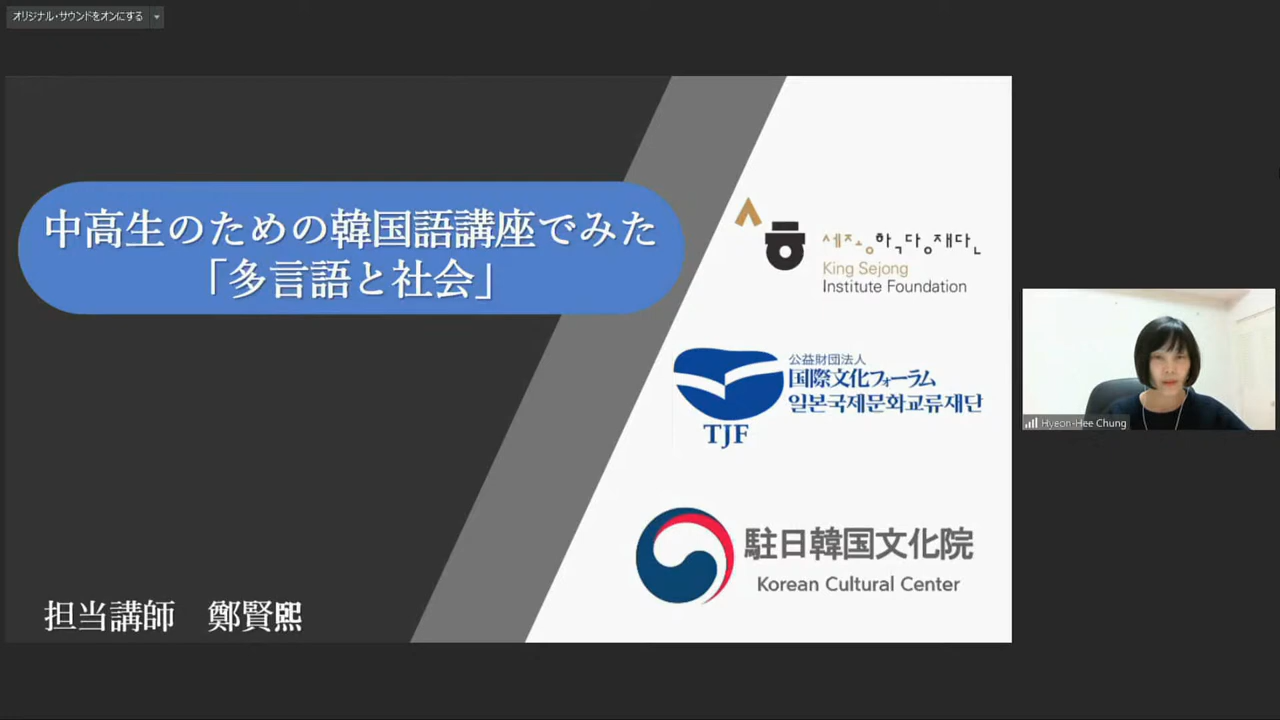 オリジナル・サウンドをオンにする
中高生のための韓国語講座でみた
「多言語と社会」
세종학당재단
King Sejong
Institute Foundation
公益財団法人
国際文化フォーラム
일본국제문화교류재단
TJF
駐日韓国文化院
Korean Cultural Center
担当講師　鄭賢熙
Hyeon-Hee Chung